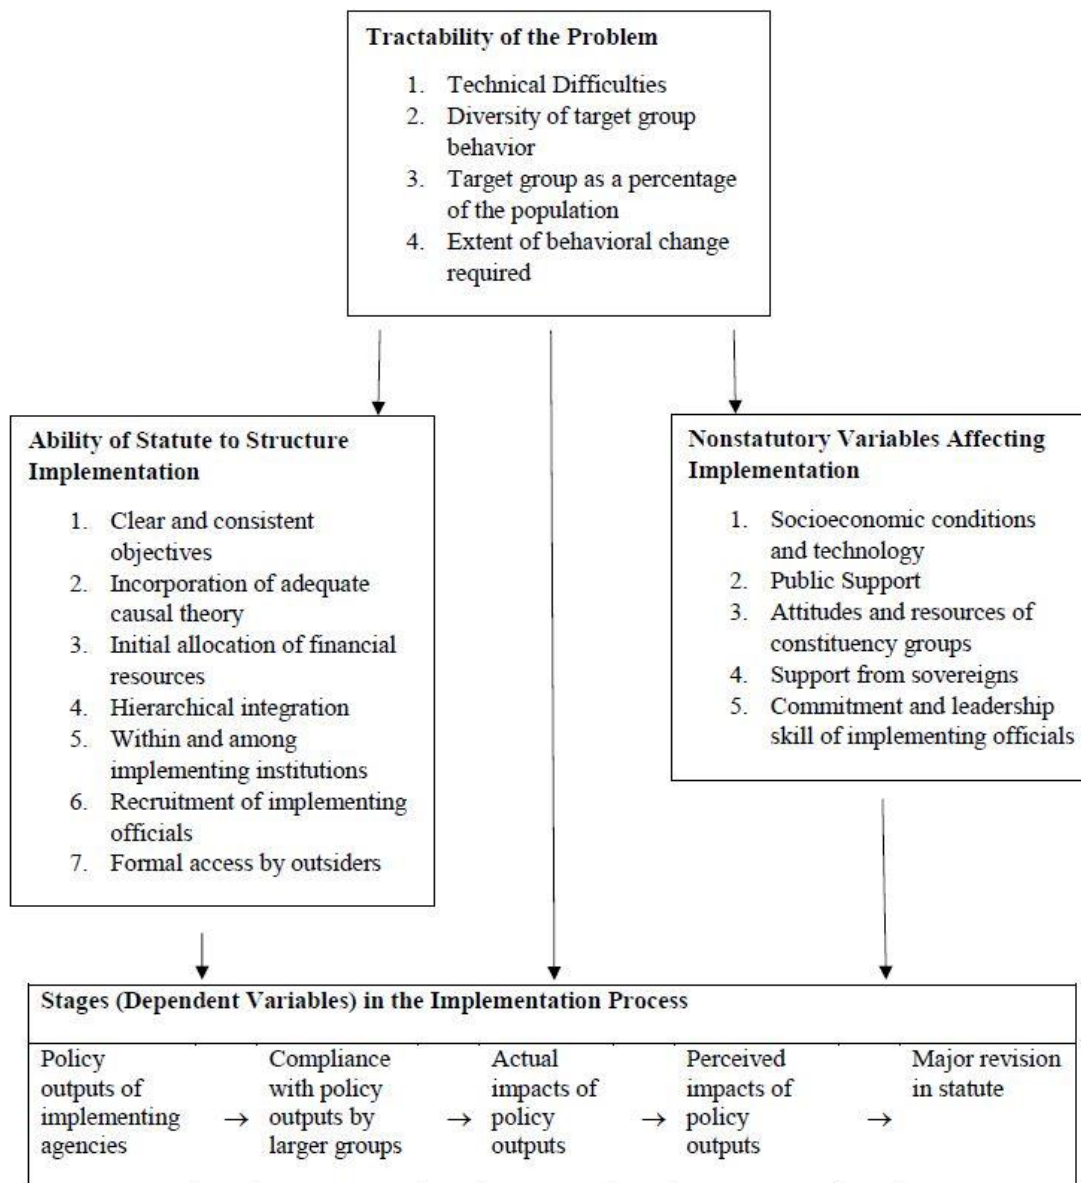 Tractability of the Problem
1. Technical Difficulties
2. Diversity of target group
behavior
3. Target group as a percentage
of the population
4. Extent of behavioral change
required
Ability of Statute to Structure
Implementation
1. Clear and consistent
objectives
2. Incorporation of adequate
causal theory
3. Initial allocation of financial
resources
4. Hierarchical integration
5. Within and among
implementing institutions
6. Recruitment of implementing
officials
7. Formal access by outsiders
Nonstatutory Variables Affecting
Implementation
1. Socioeconomic conditions
and technology
2. Public Support
3. Attitudes and resources of
constituency groups
4. Support from sovereigns
5. Commitment and leadership
skill of implementing officials
Stages (Dependent Variables) in the Implementation Process
Policy
outputs of
implementing
agencies
→
Compliance
with policy
outputs by
larger groups
→
Actual
impacts of
policy
outputs
→
Perceived
impacts of
policy
outputs
→
Major revision
in statute